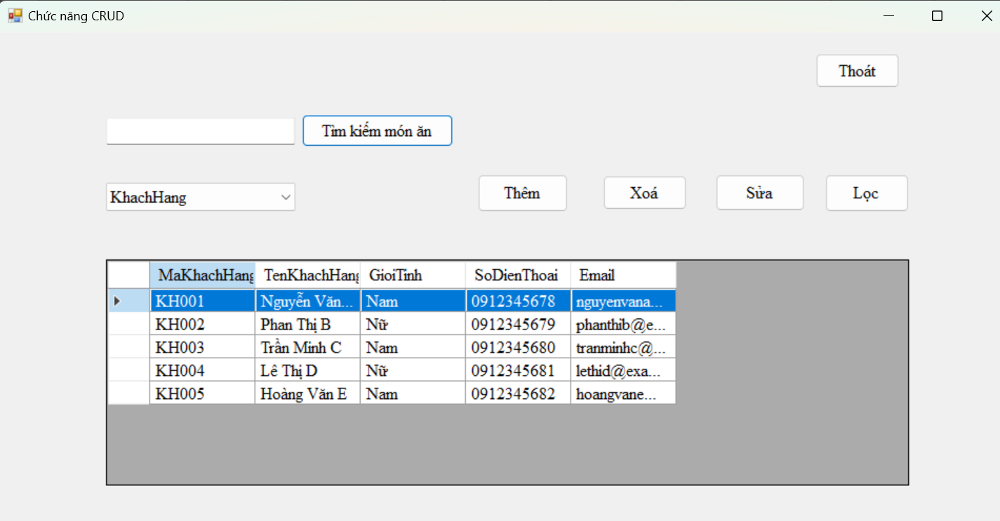 Chức năng CRUD
Thoát
Tìm kiếm món ăn
KhachHang
Thêm Xoá Sửa Lọc
MaKhachHang TenKhachHang GioiTinh SoDienThoai Email
KH001 Nguyễn Văn... Nam 0912345678 nguyenvana...
KH002 Phan Thị B Nữ 0912345679 phanthib@e...
KH003 Trần Minh C Nam 0912345680 tranminhc@...
KH004 Lê Thị D Nữ 0912345681 lethid@exa...
KH005 Hoàng Văn E Nam 0912345682 hoangvane...